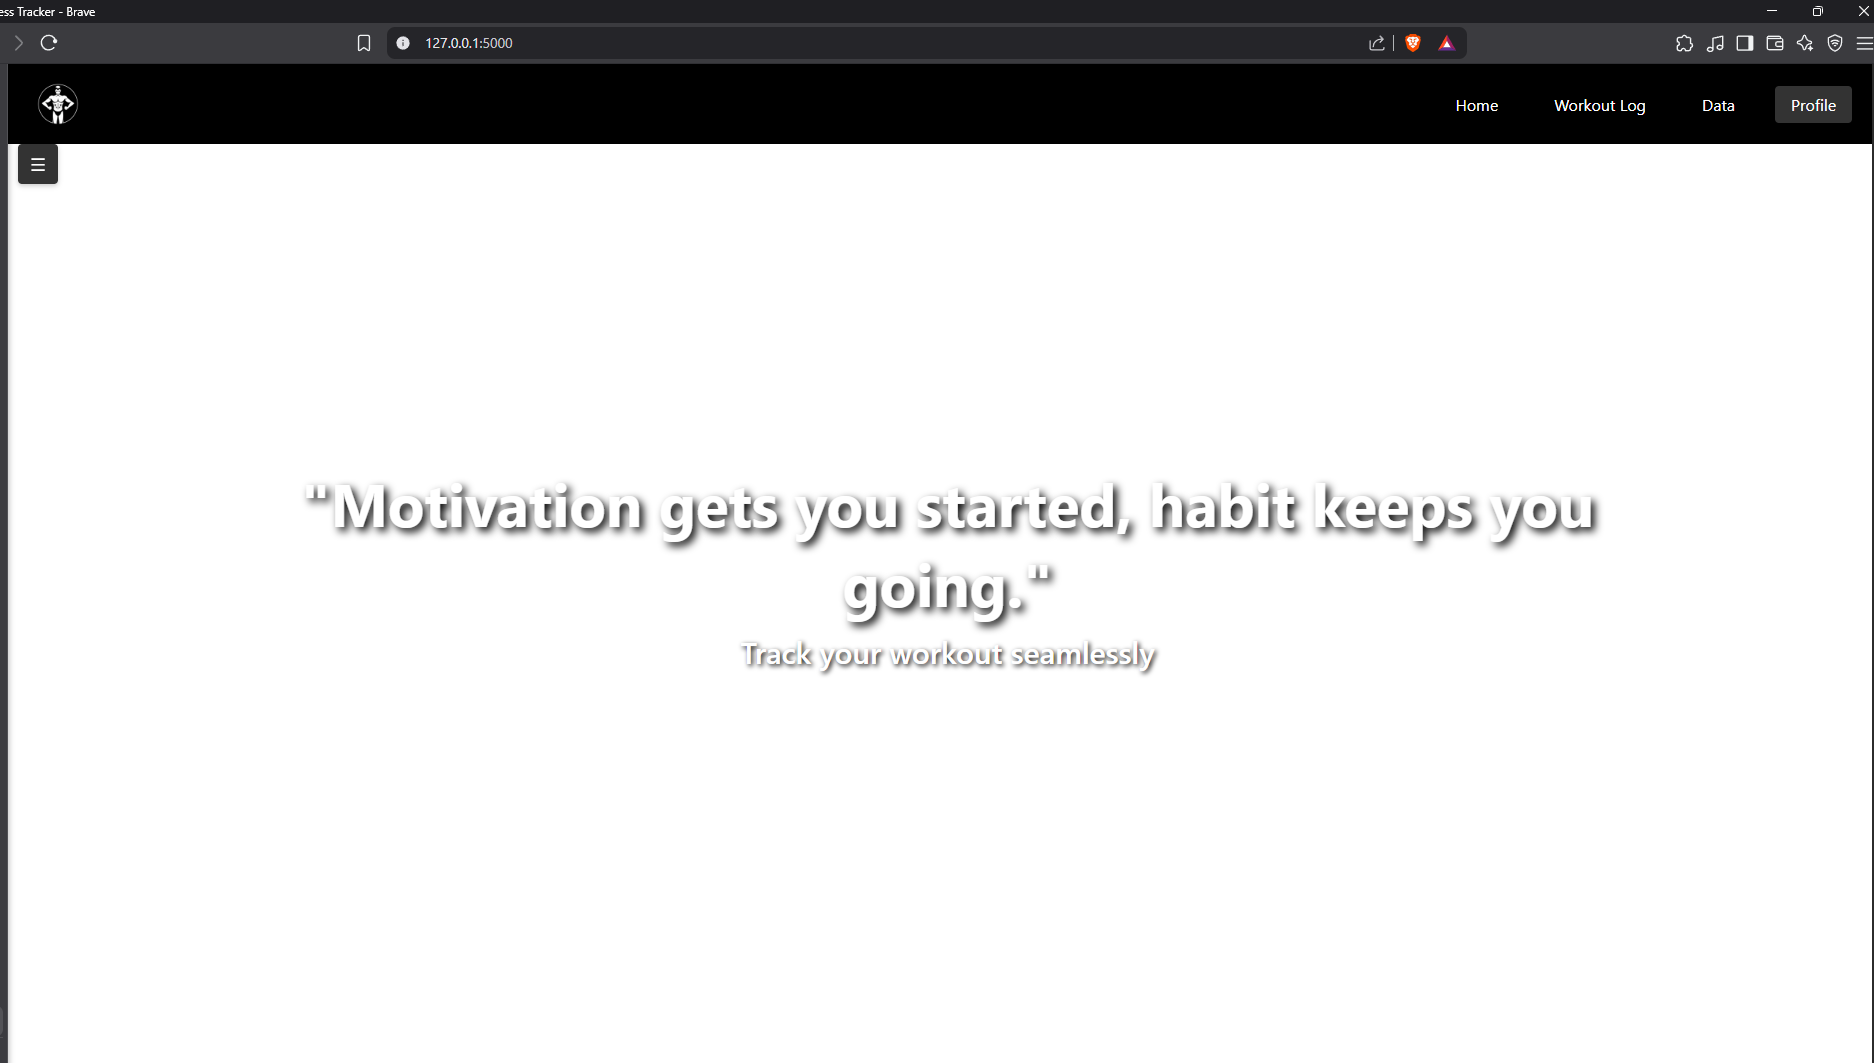 ess Tracker - Brave
127.0.0.1:5000
Home Workout Log Data Profile
"Motivation gets you started, habit keeps you
going."
Track your workout seamlessly